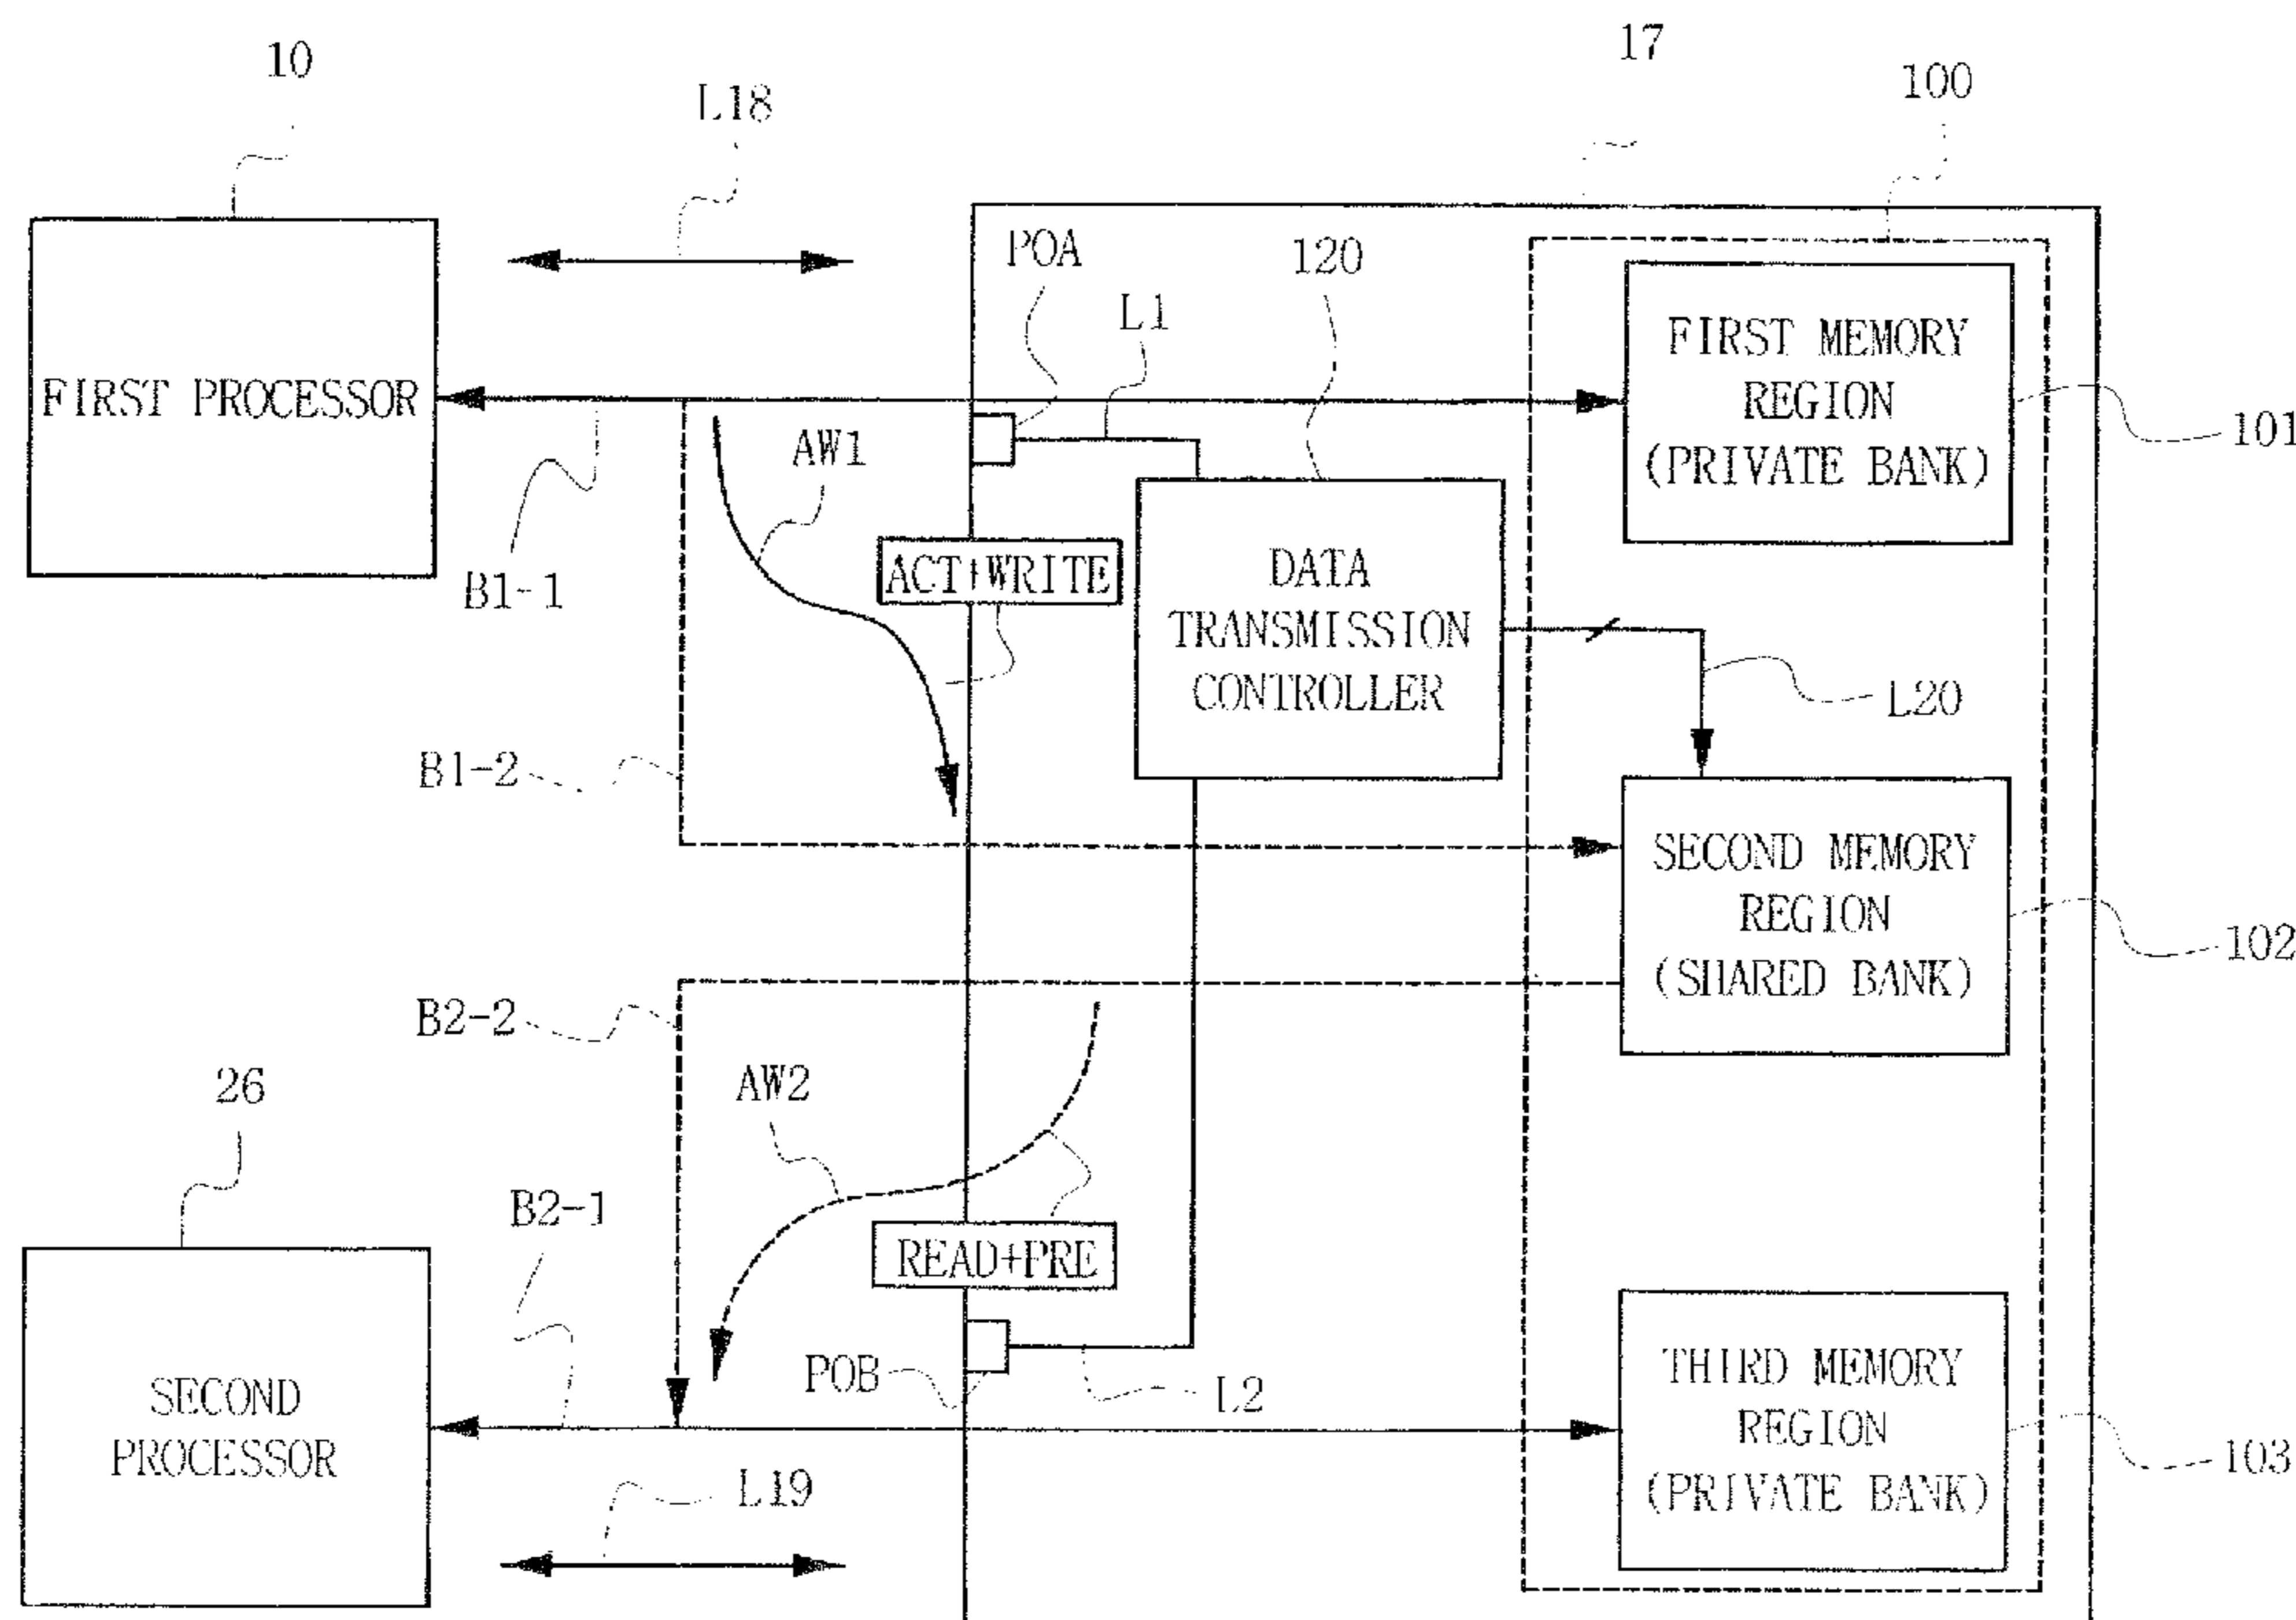 17
10
100
L18
POA
120
L1
FIRST MEMORY
REGION
(PRIVATE BANK)
101
FIRST PROCESSOR
AW1
B1-1
ACT+WRITE
DATA
TRANSMISSION
CONTROLLER
L20
B1-2
SECOND MEMORY
REGION
(SHARED BANK)
102
B2-2
AW2
26
B2-1
READ+PRE
POB
L2
THIRD MEMORY
REGION
(PRIVATE BANK)
103
SECOND
PROCESSOR
L19